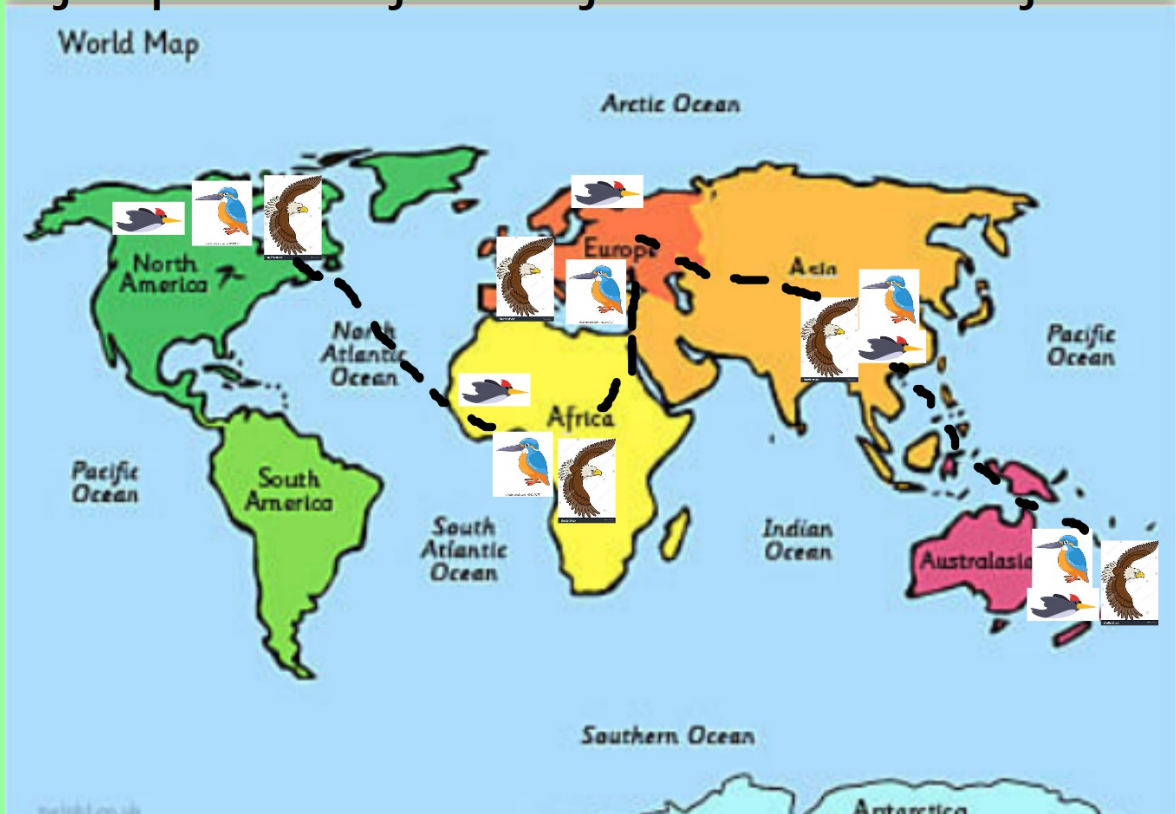 World Map
Arctic Ocean
North
America
Europe
Asia
North
Atlantic
Ocean
Pacific
Ocean
Africa
Pacific
Ocean
South
America
South
Atlantic
Ocean
Indian
Ocean
Australasia
Southern Ocean
Antarctica